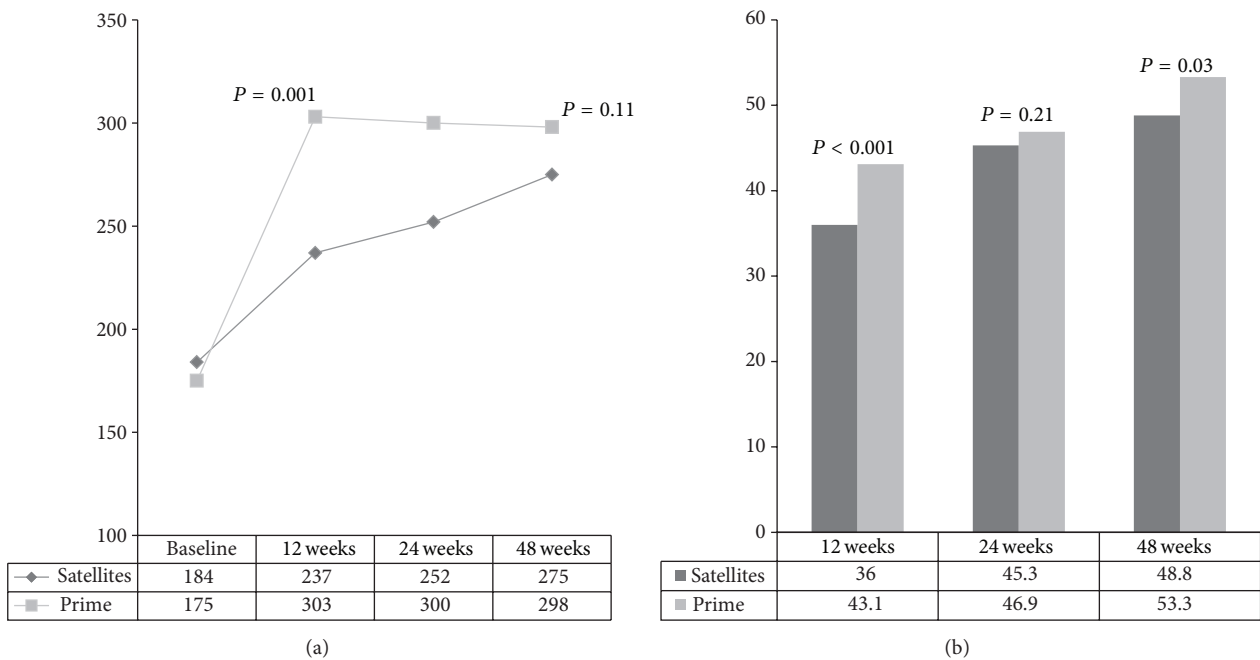 350
300
250
200
150
100
P = 0.001
P = 0.11
Baseline 12 weeks 24 weeks 48 weeks
Satellites 184 237 252 275
Prime 175 303 300 298
(a)
60
50
40
30
20
10
0
P < 0.001
P = 0.21
P = 0.03
12 weeks 24 weeks 48 weeks
Satellites 36 45.3 48.8
Prime 43.1 46.9 53.3
(b)